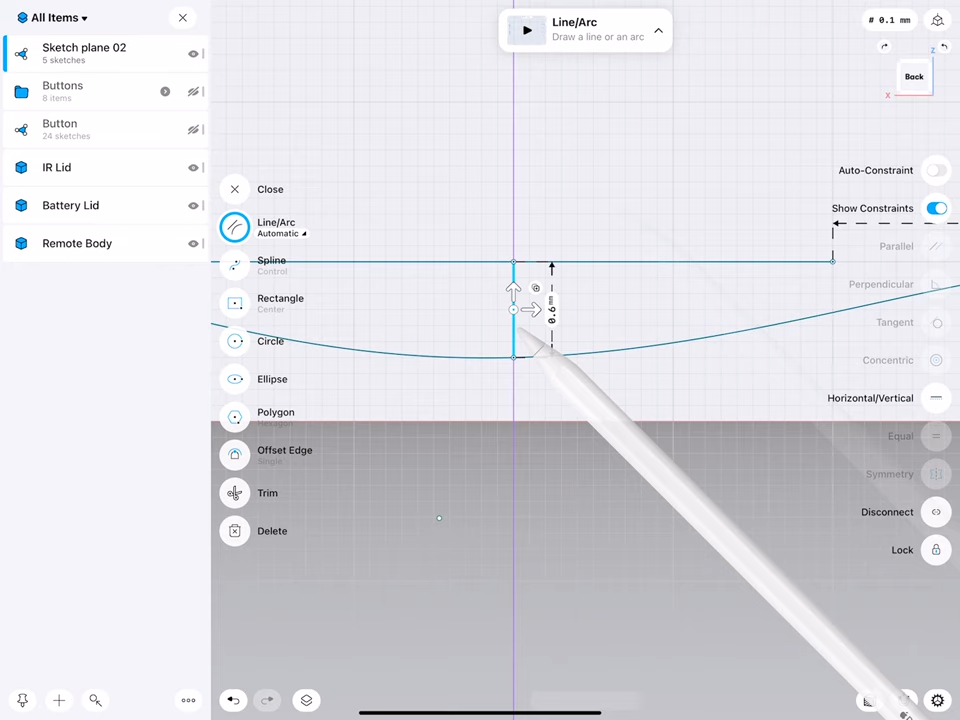 All Items
Sketch plane 02
5 sketches
Buttons
8 items
Button
24 sketches
IR Lid
Battery Lid
Remote Body
Line/Arc
Draw a line or an arc
# 0.1 mm
Z
Back
X
Close
Line/Arc
Automatic
Spline
Control
Rectangle
Center
Circle
Ellipse
Polygon
Hexagon
Offset Edge
Single
Trim
Delete
0.6 mm
Auto-Constraint
Show Constraints
Parallel
Perpendicular
Tangent
Concentric
Horizontal/Vertical
Equal
Symmetry
Disconnect
Lock